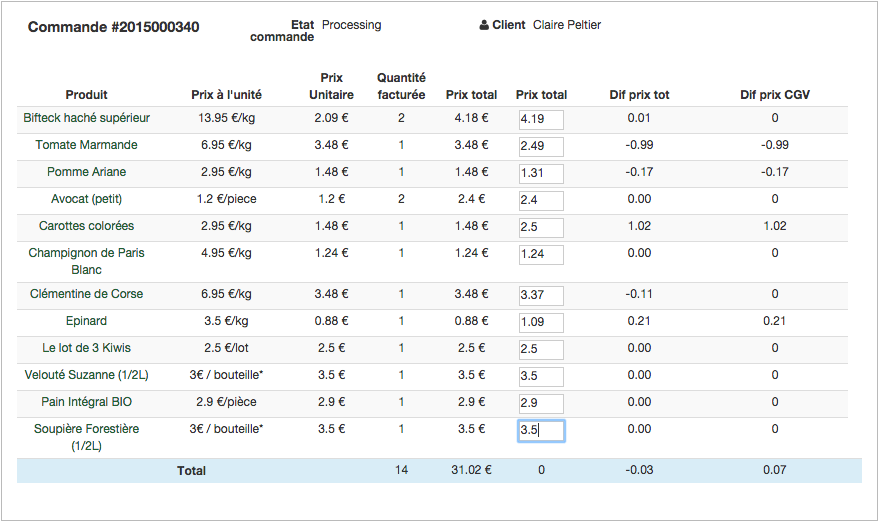 Commande #2015000340 Etat commande Processing Client Claire Peltier
Produit Prix à l'unité Prix Unitaire Quantité facturée Prix total Prix total Dif prix tot Dif prix CGV
Bifteck haché supérieur 13.95 €/kg 2.09 € 2 4.18 € 4.19 0.01 0
Tomate Marmande 6.95 €/kg 3.48 € 1 3.48 € 2.49 -0.99 -0.99
Pomme Ariane 2.95 €/kg 1.48 € 1 1.48 € 1.31 -0.17 -0.17
Avocat (petit) 1.2 €/piece 1.2 € 2 2.4 € 2.4 0.00 0
Carottes colorées 2.95 €/kg 1.48 € 1 1.48 € 2.5 1.02 1.02
Champignon de Paris Blanc 4.95 €/kg 1.24 € 1 1.24 € 1.24 0.00 0
Clémentine de Corse 6.95 €/kg 3.48 € 1 3.48 € 3.37 -0.11 0
Epinard 3.5 €/kg 0.88 € 1 0.88 € 1.09 0.21 0.21
Le lot de 3 Kiwis 2.5 €/lot 2.5 € 1 2.5 € 2.5 0.00 0
Velouté Suzanne (1/2L) 3€ / bouteille* 3.5 € 1 3.5 € 3.5 0.00 0
Pain Intégral BIO 2.9 €/pièce 2.9 € 1 2.9 € 2.9 0.00 0
Soupière Forestière (1/2L) 3€ / bouteille* 3.5 € 1 3.5 € 3.5 0.00 0
Total 14 31.02 € 0 -0.03 0.07